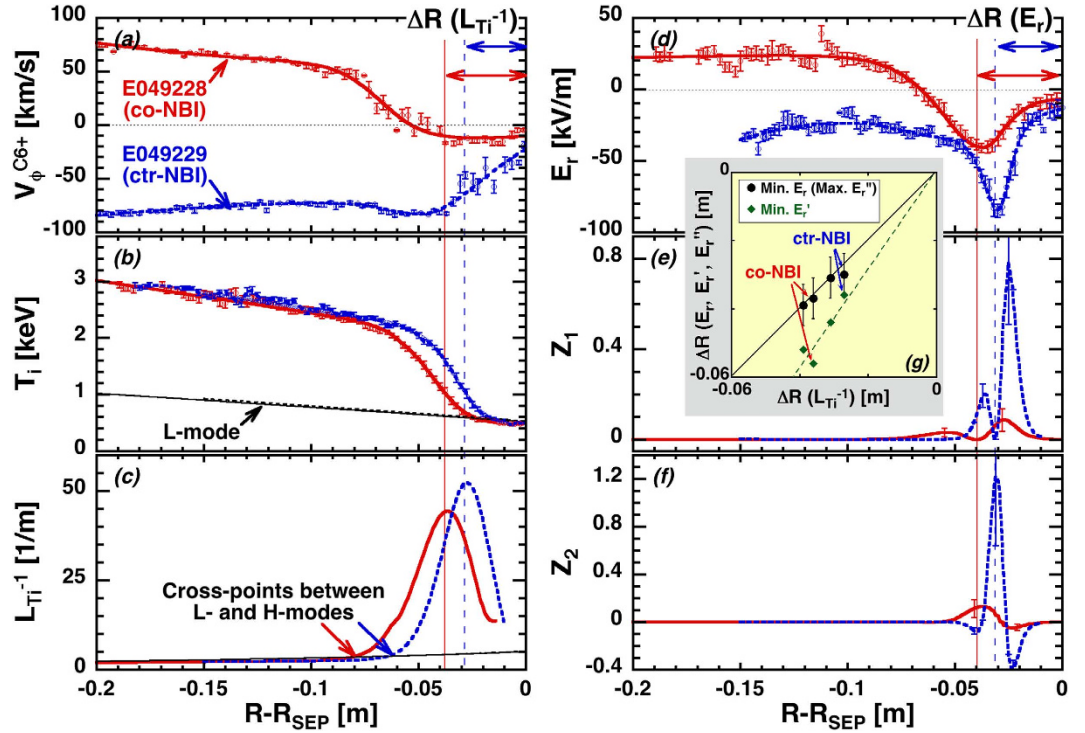 ΔR (L_Ti^-1)
(a)
E049228
(co-NBI)
E049229
(ctr-NBI)
V_ϕ^C6+ [km/s]
100
50
0
-50
-100
(b)
T_i [keV]
3
2
1
0
L-mode
(c)
L_Ti^-1 [1/m]
50
25
0
Cross-points between
L- and H-modes
-0.2 -0.15 -0.1 -0.05 0
R-R_SEP [m]
ΔR (E_r)
(d)
E_r [kV/m]
50
0
-50
-100
(e)
Z_1
0.8
0.4
0
(f)
Z_2
1.2
0.8
0.4
0
-0.4
-0.2 -0.15 -0.1 -0.05 0
R-R_SEP [m]
0
Min. E_r (Max. E_r'')
Min. E_r'
ctr-NBI
co-NBI
(g)
ΔR (E_r, E_r', E_r'') [m]
-0.06
-0.06 0
ΔR (L_Ti^-1) [m]